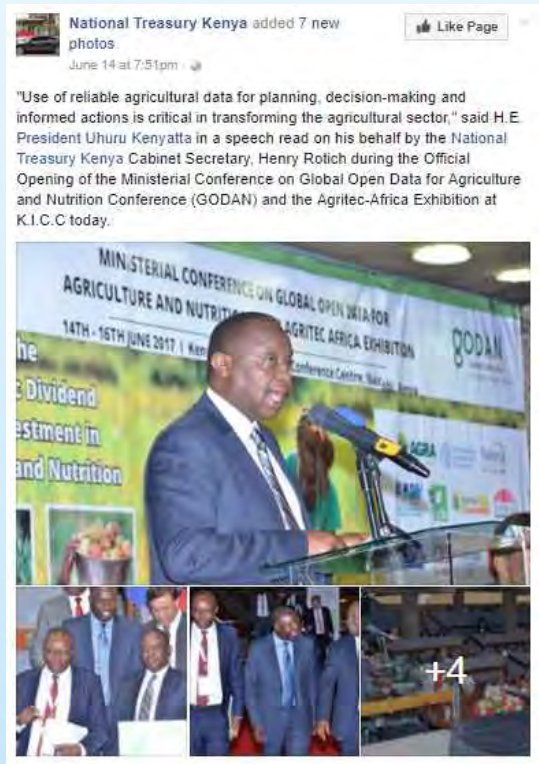 National Treasury Kenya added 7 new
photos
June 14 at 7:51pm
Like Page
"Use of reliable agricultural data for planning, decision-making and
informed actions is critical in transforming the agricultural sector," said H.E
President Uhuru Kenyatta in a speech read on his behalf by the National
Treasury Kenya Cabinet Secretary, Henry Rotich during the Official
Opening of the Ministerial Conference on Global Open Data for Agriculture
and Nutrition Conference (GODAN) and the Agritec-Africa Exhibition at
K.I.C.C today.
MINISTERIAL CONFERENCE ON GLOBAL OPEN DATA FOR
AGRICULTURE AND NUTRITI AGRITEC AFRICA EXHIBITION
14TH - 16TH JUNE 2017 | Ken Conference Centre, Nairobi, Kenya
GODAN
he
Dividend
estment in
and Nutrition
AGRA
+4